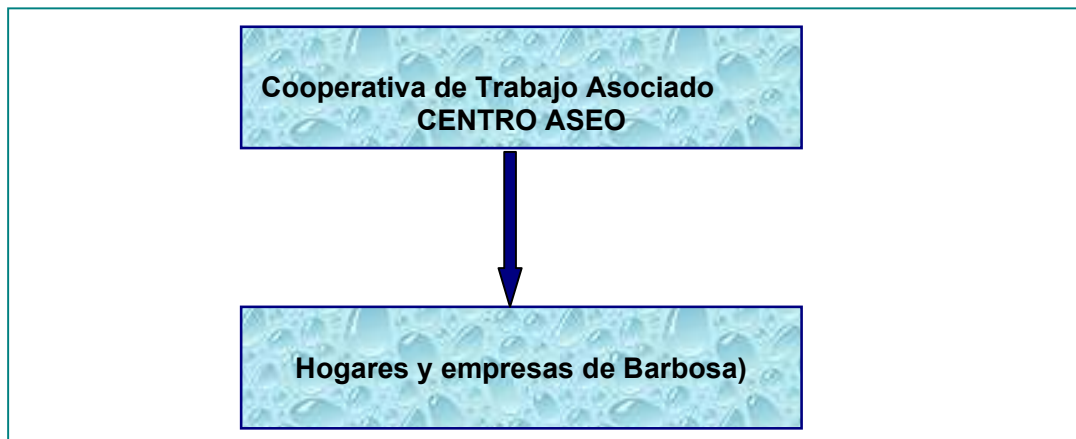 Cooperativa de Trabajo Asociado
CENTRO ASEO
Hogares y empresas de Barbosa)